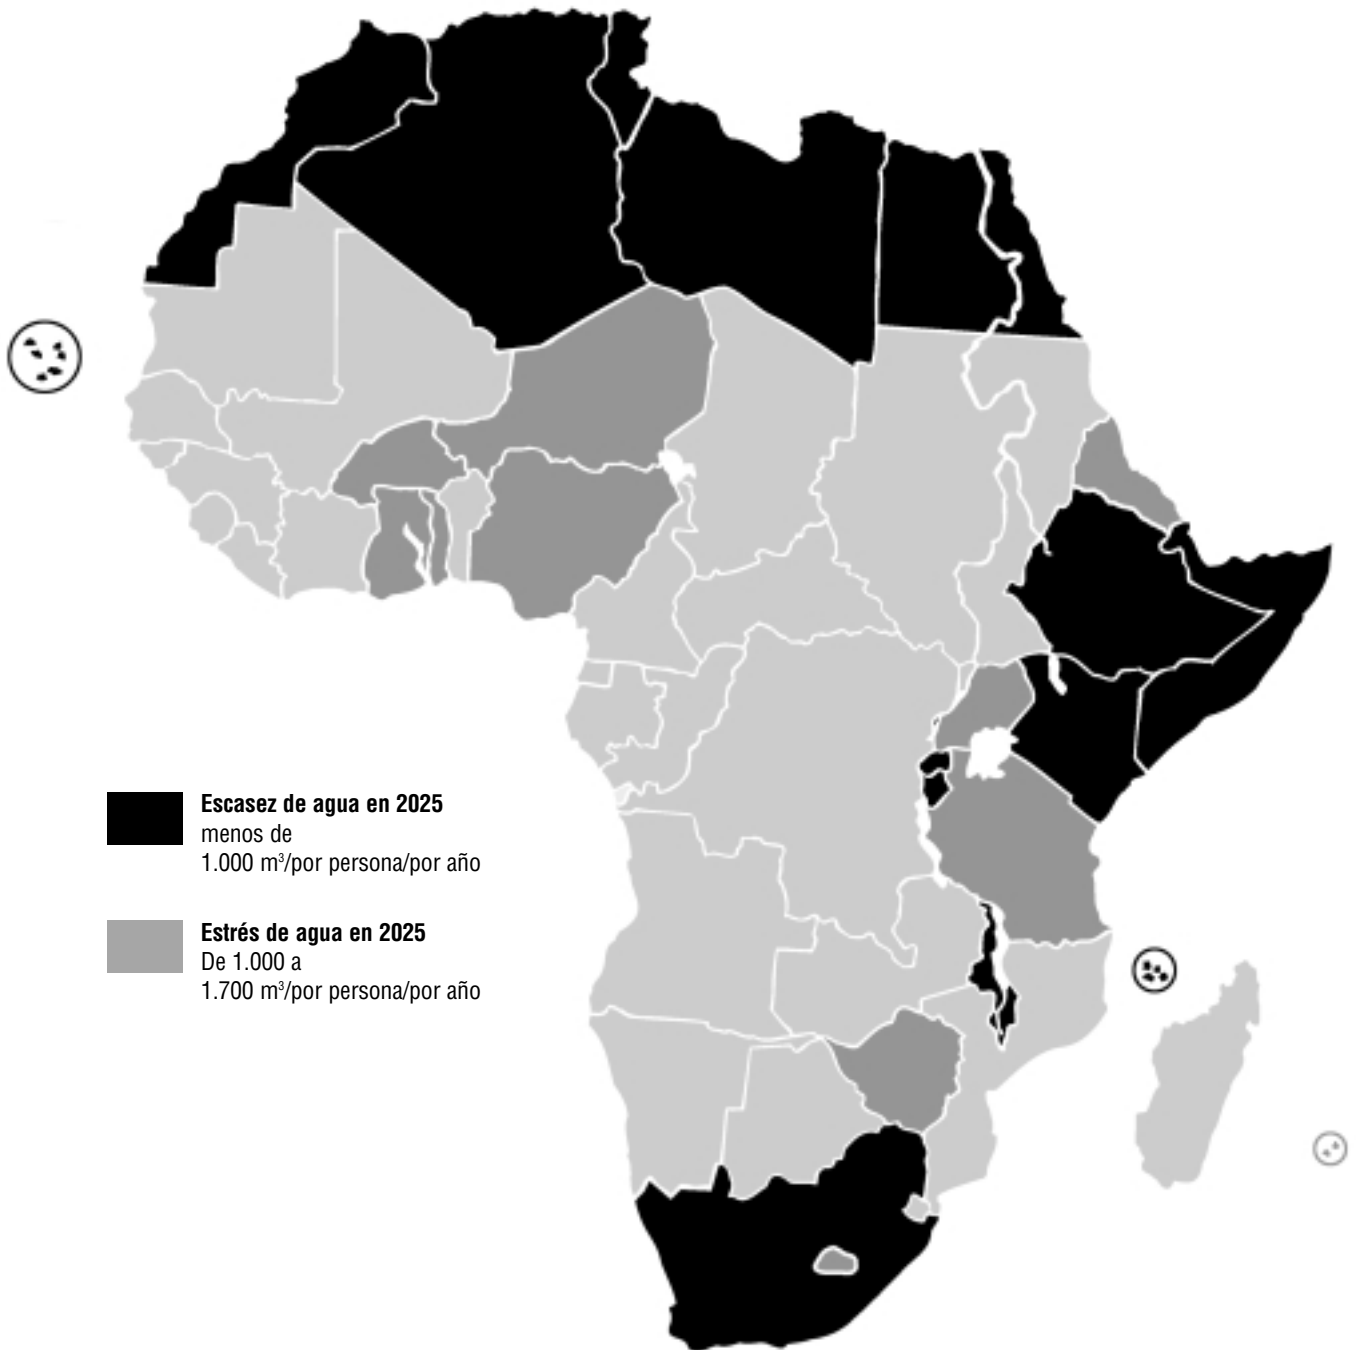 Escasez de agua en 2025
menos de
1.000 m³/por persona/por año
Estrés de agua en 2025
De 1.000 a
1.700 m³/por persona/por año